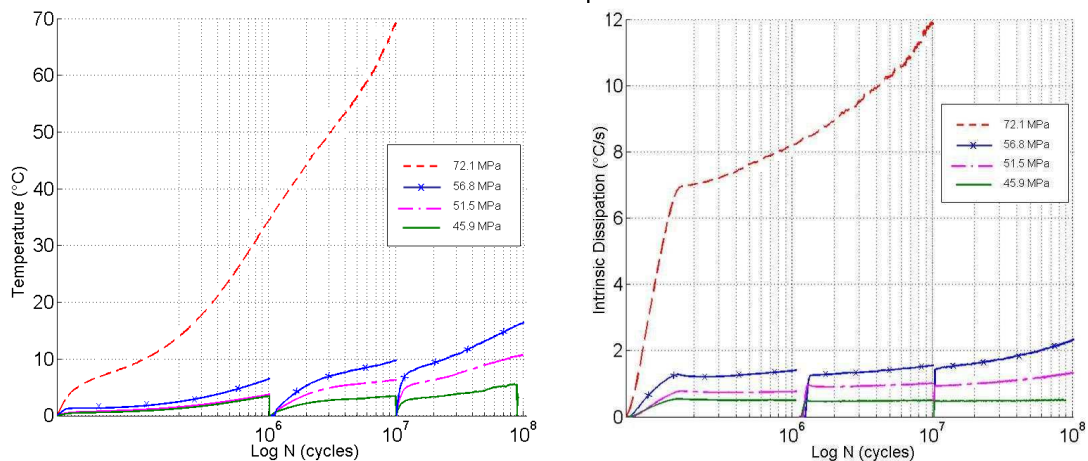 70
60
50
40
30
20
10
0
Temperature (°C)
10⁶
10⁷
10⁸
Log N (cycles)
72.1 MPa
56.8 MPa
51.5 MPa
45.9 MPa
12
10
8
6
4
2
0
Intrinsic Dissipation (°C/s)
10⁶
10⁷
10⁸
Log N (cycles)
72.1 MPa
56.8 MPa
51.5 MPa
45.9 MPa